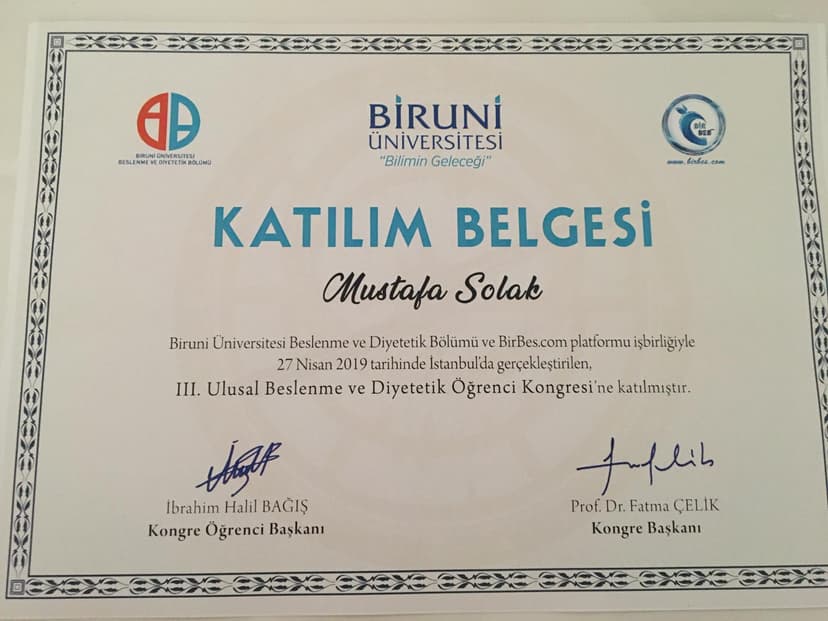 BİRUNİ ÜNİVERSİTESİ
BESLENME VE DİYETETİK BÖLÜMÜ
BİRUNİ
ÜNİVERSİTESİ
"Bilimin Geleceği"
BİR
BES
www.birbes.com
KATILIM BELGESİ
Mustafa Solak
Biruni Üniversitesi Beslenme ve Diyetetik Bölümü ve BirBes.com platformu işbirliğiyle
27 Nisan 2019 tarihinde İstanbul'da gerçekleştirilen,
III. Ulusal Beslenme ve Diyetetik Öğrenci Kongresi'ne katılmıştır.
İbrahim Halil BAĞIŞ
Kongre Öğrenci Başkanı
Prof. Dr. Fatma ÇELİK
Kongre Başkanı